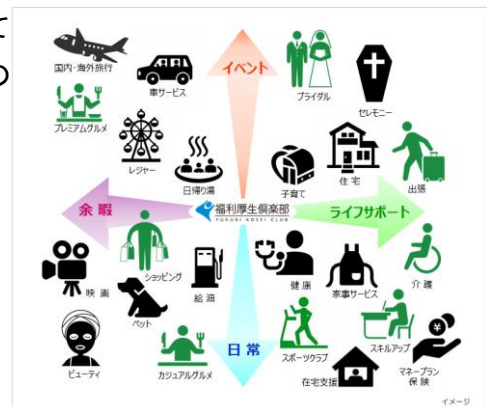 て
の
イベント
国内・海外旅行
車サービス
ブライダル
セレモニー
プレミアムグルメ
レジャー
日帰り湯
子育て
住宅
出張
余暇
福利厚生倶楽部
FUKURI KOSEI CLUB
ライフサポート
ショッピング
映画
ペット
給油
健康
家事サービス
介護
ビューティ
カジュアルグルメ
日常
スポーツクラブ
在宅支援
スキルアップ
マネープラン
保険
イメージ